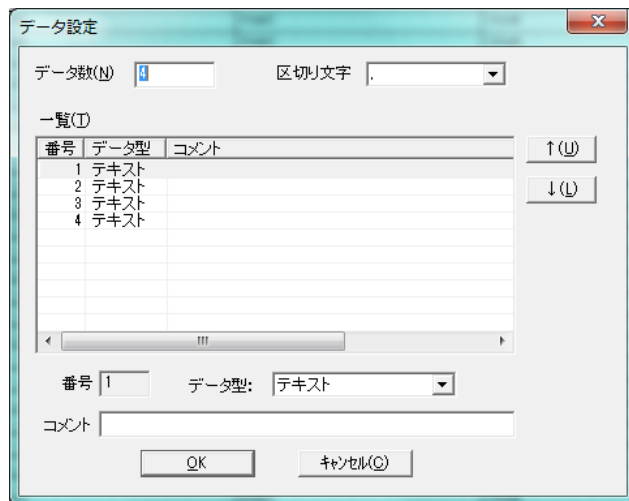 データ設定
データ数(N) 4 区切り文字 .
一覧(T)
番号 データ型 コメント
1 テキスト
2 テキスト
3 テキスト
4 テキスト
↑(U)
↓(L)
番号 1 データ型: テキスト
コメント
OK キャンセル(C)